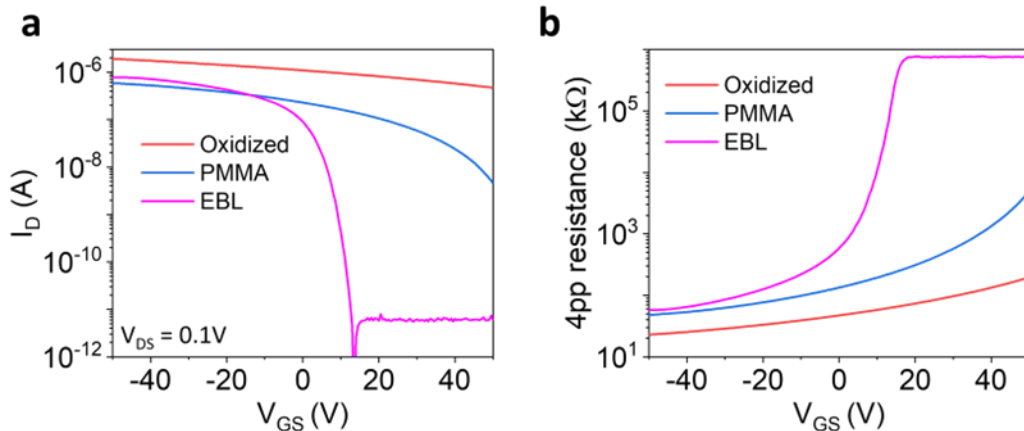 a
I_D (A)
10^-6
10^-8
10^-10
10^-12
Oxidized
PMMA
EBL
V_DS = 0.1V
-40
-20
0
20
40
V_GS (V)
b
4pp resistance (kΩ)
10^5
10^3
10^1
Oxidized
PMMA
EBL
-40
-20
0
20
40
V_GS (V)